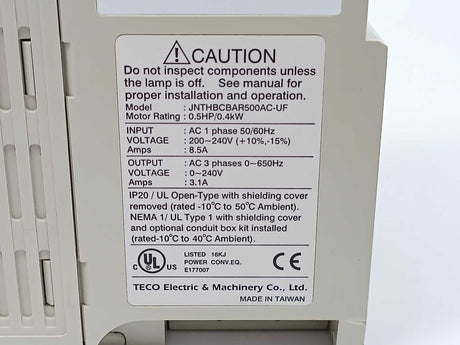 CAUTION
Do not inspect components unless
the lamp is off. See manual for
proper installation and operation.
Model : JNTHBCBAR500AC-UF
Motor Rating : 0.5HP/0.4kW
INPUT : AC 1 phase 50/60Hz
VOLTAGE : 200~240V (+10%,-15%)
Amps : 8.5A
OUTPUT : AC 3 phases 0~650Hz
VOLTAGE : 0~240V
Amps : 3.1A
IP20 / UL Open-Type with shielding cover
removed (rated -10°C to 50°C Ambient).
NEMA 1/ UL Type 1 with shielding cover
and optional conduit box kit installed
(rated-10°C to 40°C Ambient).
C UL US LISTED 16KJ
POWER CONV.EQ.
E177007
CE
TECO Electric & Machinery Co., Ltd.
MADE IN TAIWAN